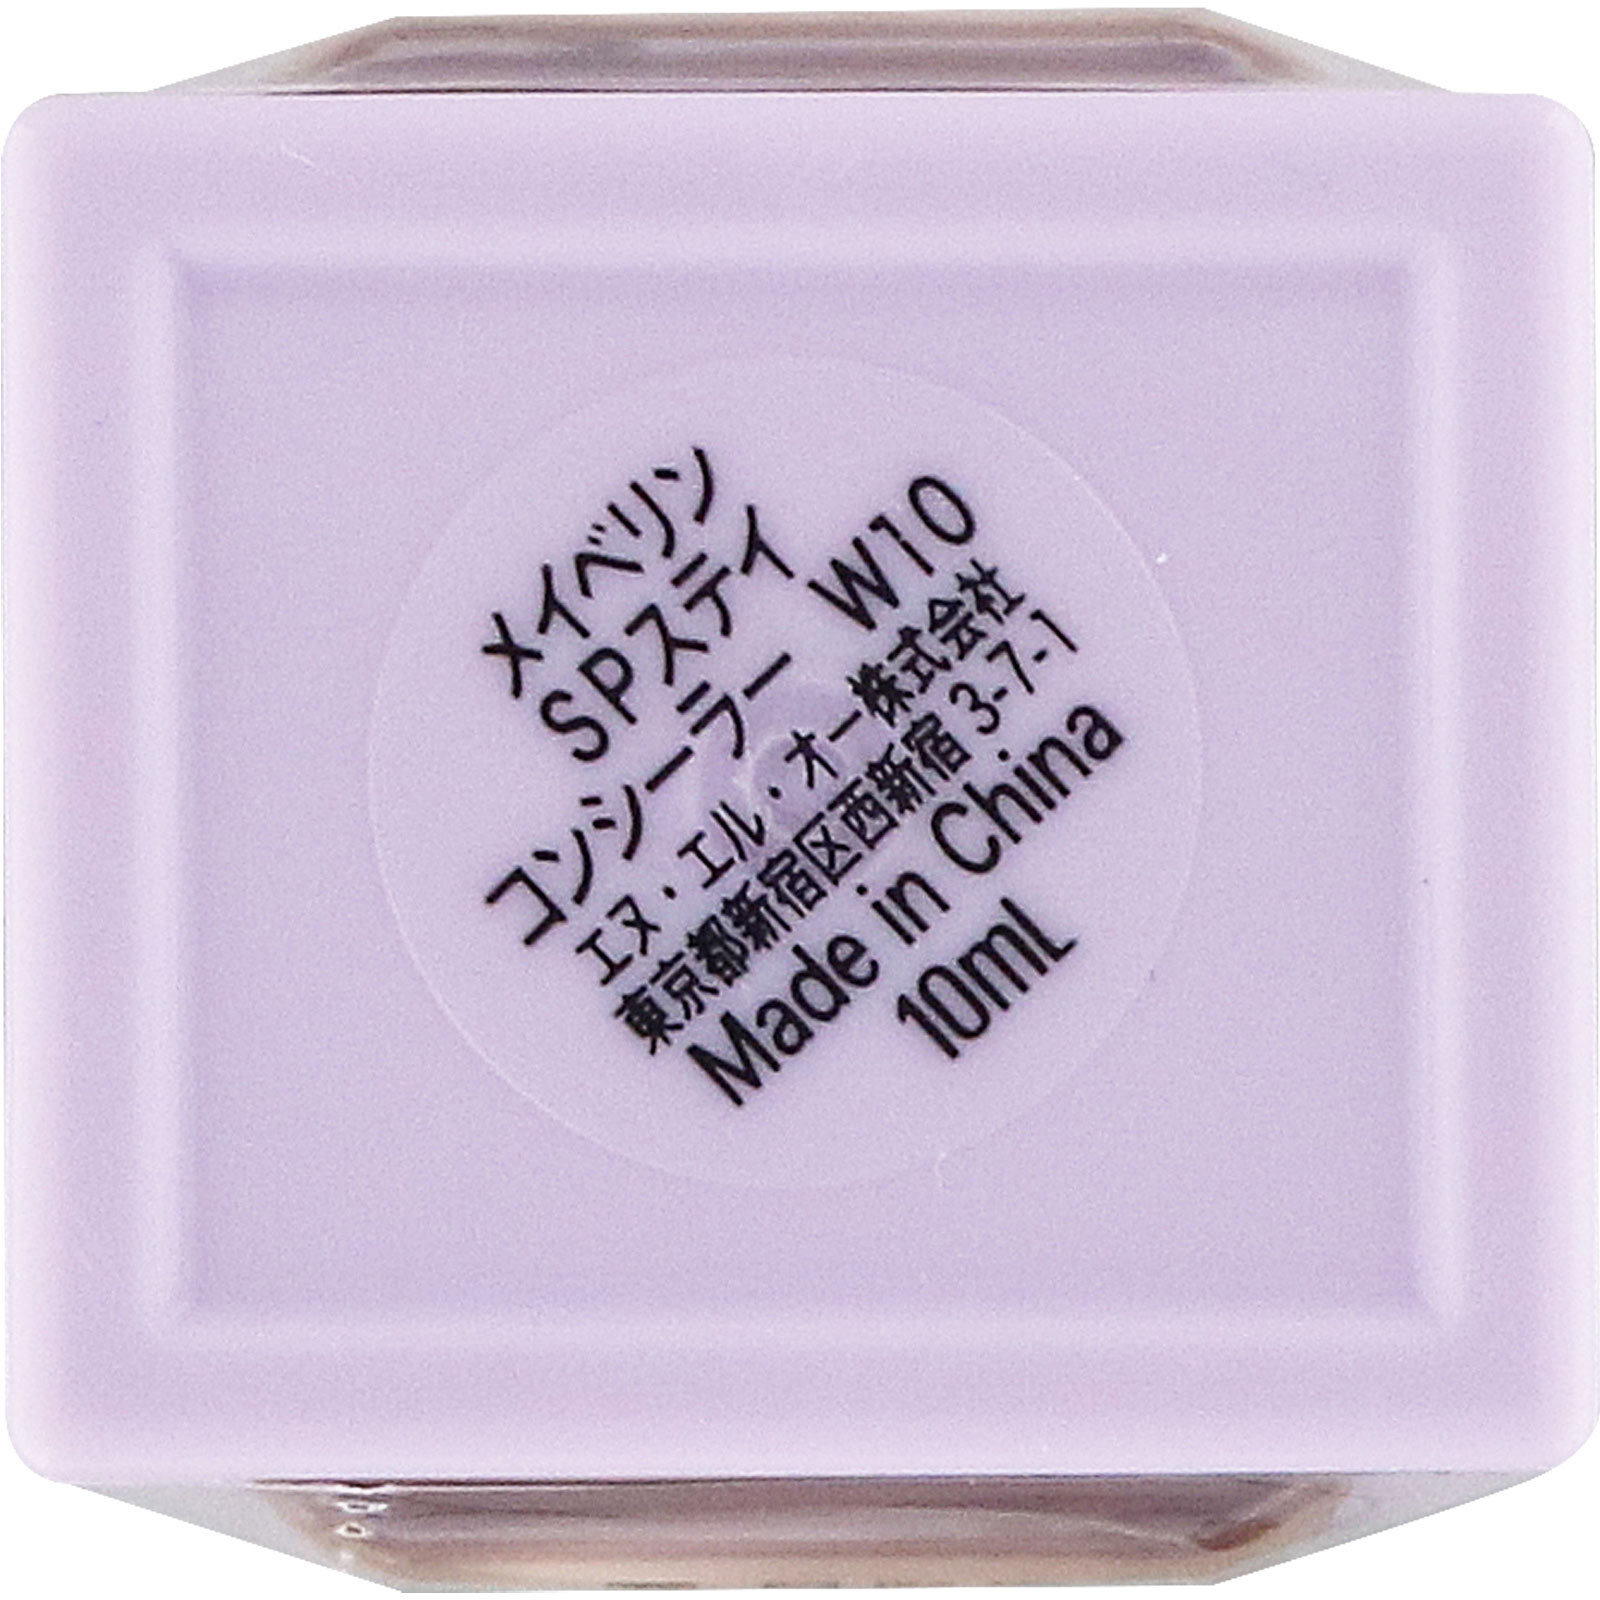 メイベリン
SPステイ
コンシーラー W10
エヌ・エル・オー株式会社
東京都新宿区西新宿 3-7-1
Made in China
10mL